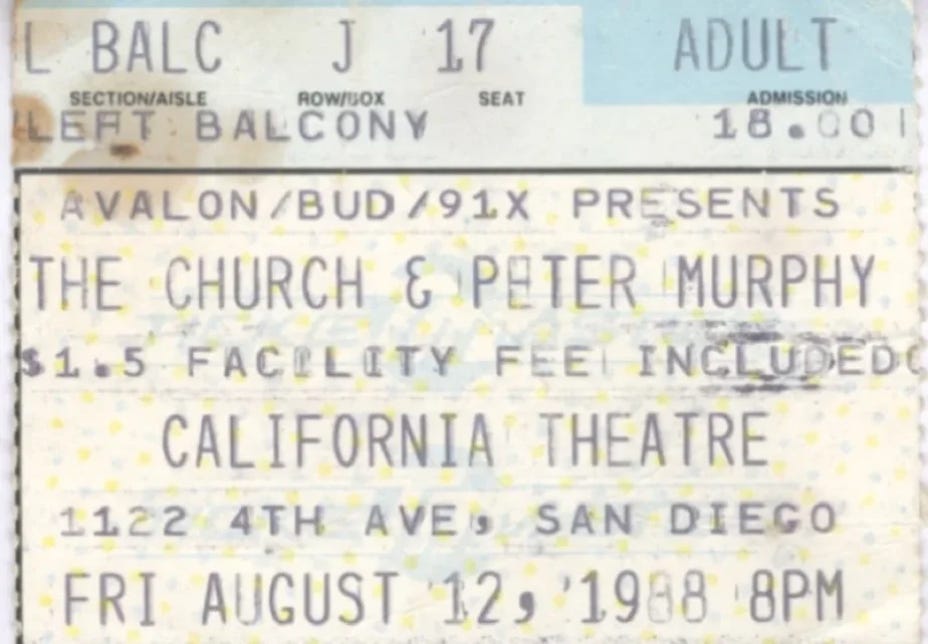 L BALC J 17 ADULT
SECTION/AISLE ROW/BOX SEAT ADMISSION
LEFT BALCONY 18.00
AVALON/BUD/91X PRESENTS
THE CHURCH & PETER MURPHY
$1.5 FACILITY FEE INCLUDED
CALIFORNIA THEATRE
1122 4TH AVE, SAN DIEGO
FRI AUGUST 12, 1988 8PM